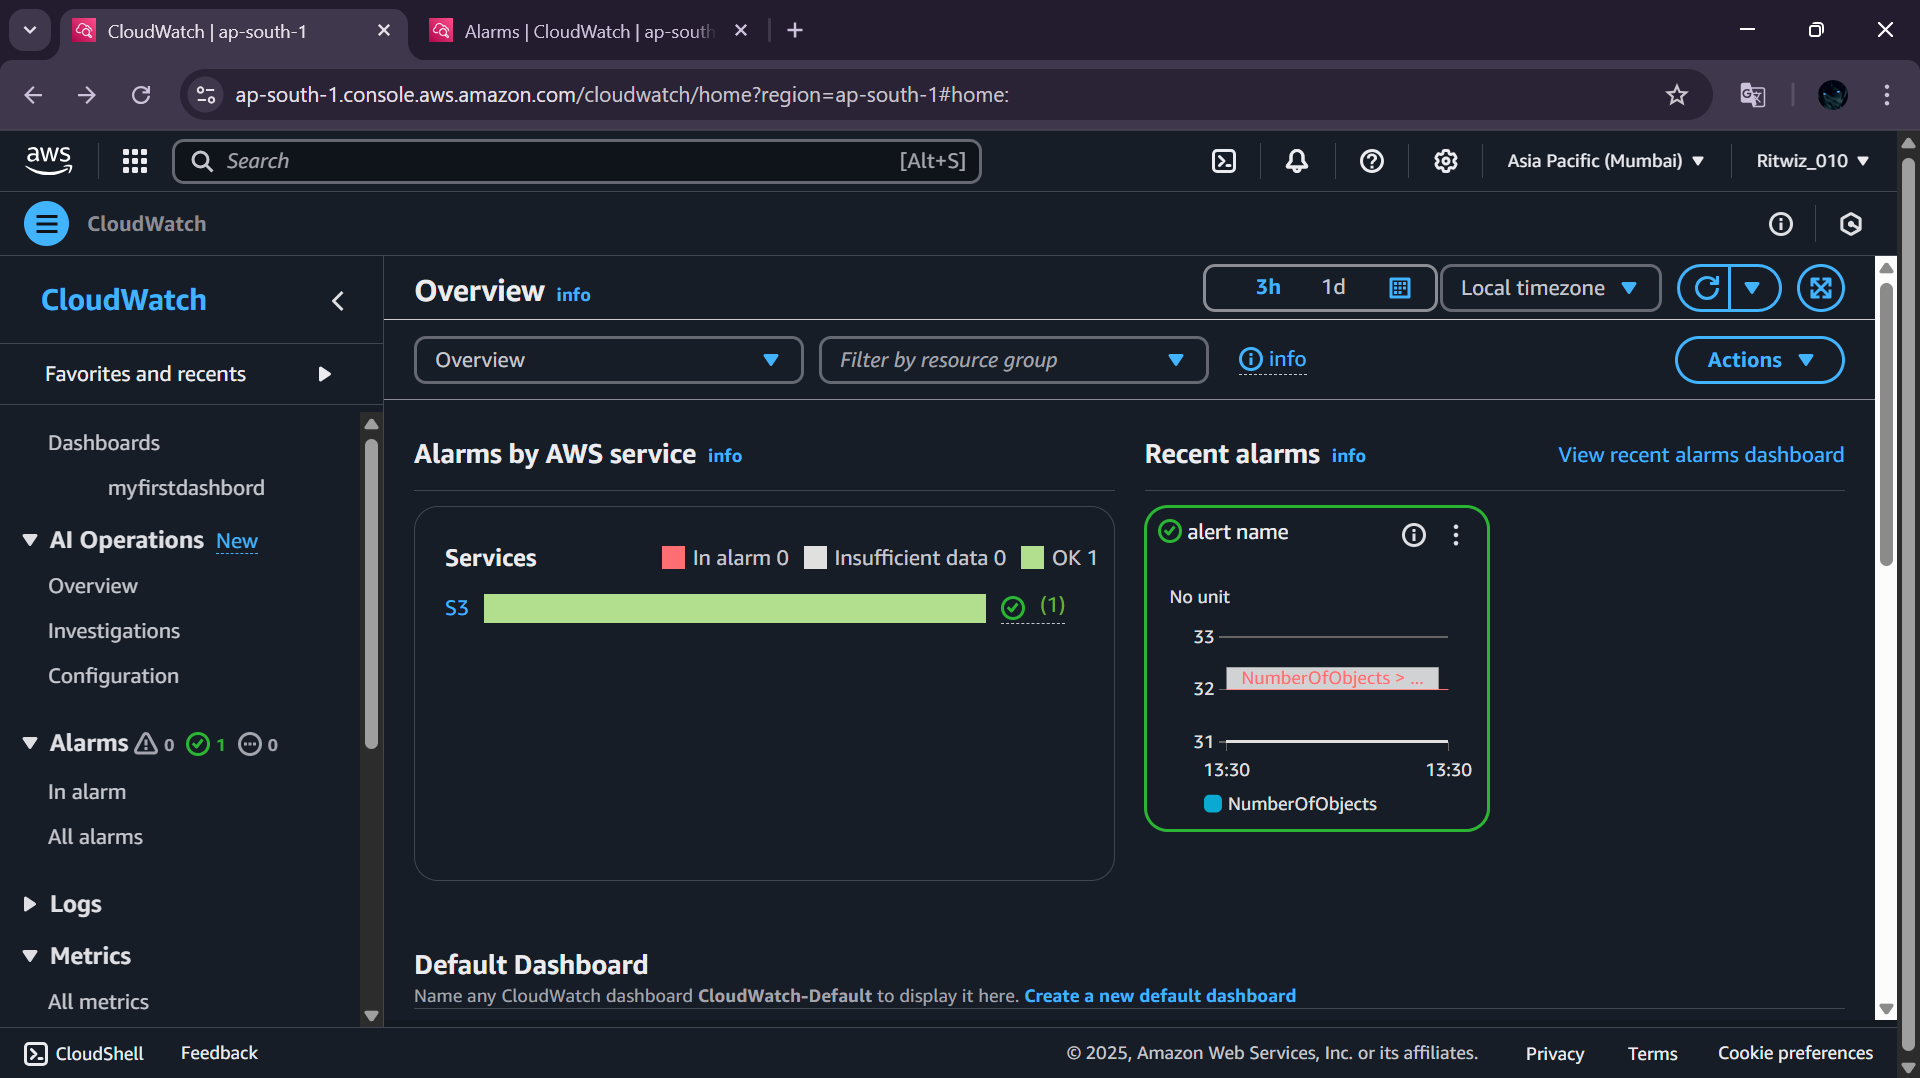 CloudWatch | ap-south-1
Alarms | CloudWatch | ap-south
ap-south-1.console.aws.amazon.com/cloudwatch/home?region=ap-south-1#home:
aws
Search
[Alt+S]
Asia Pacific (Mumbai)
Ritwiz_010
CloudWatch
CloudWatch
Overview info
3h
1d
Local timezone
Favorites and recents
Overview
Filter by resource group
info
Actions
Dashboards
myfirstdashbord
AI Operations New
Overview
Investigations
Configuration
Alarms 0 1 0
In alarm
All alarms
Logs
Metrics
All metrics
Alarms by AWS service info
Services
In alarm 0 Insufficient data 0 OK 1
S3
(1)
Recent alarms info
View recent alarms dashboard
alert name
No unit
33
NumberOfObjects > ...
32
31
13:30
13:30
NumberOfObjects
Default Dashboard
Name any CloudWatch dashboard CloudWatch-Default to display it here. Create a new default dashboard
CloudShell
Feedback
© 2025, Amazon Web Services, Inc. or its affiliates.
Privacy
Terms
Cookie preferences